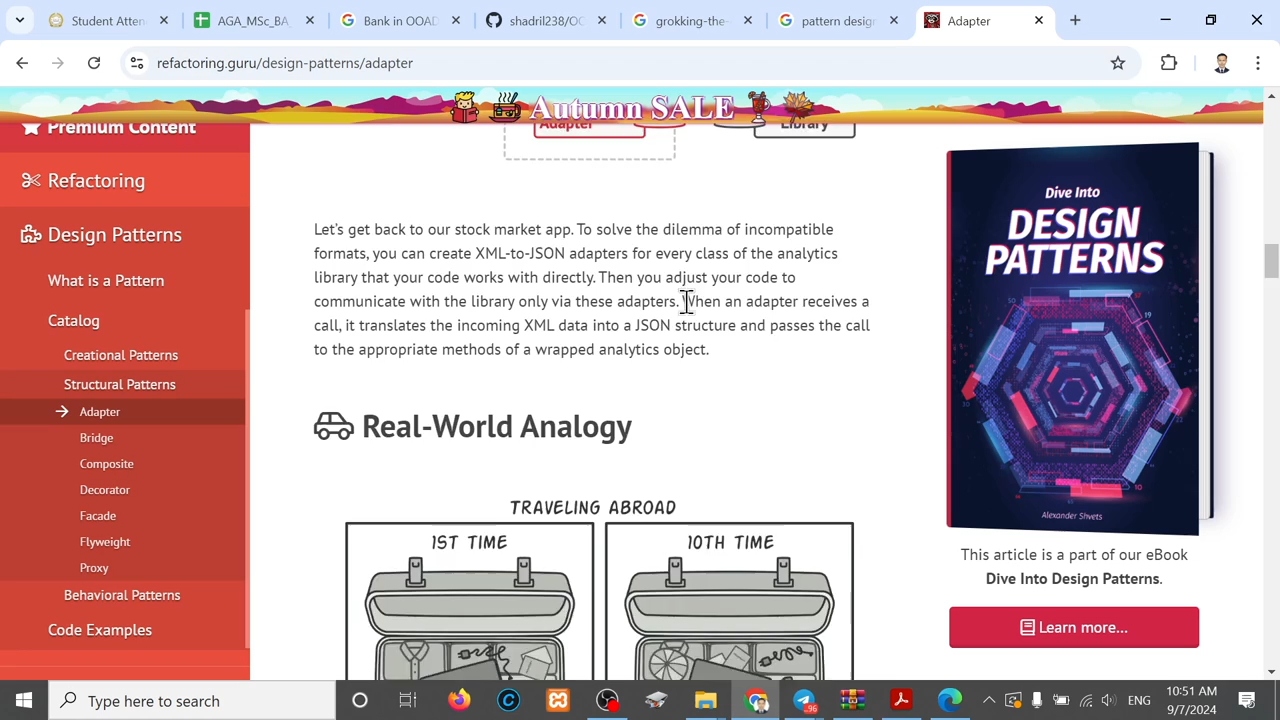 Student Atten
AGA_MSc_BA_
Bank in OOAD
shadril238/OO
grokking-the-
pattern desig
Adapter
refactoring.guru/design-patterns/adapter
Autumn SALE
Premium Content
Refactoring
Design Patterns
What is a Pattern
Catalog
Creational Patterns
Structural Patterns
Adapter
Bridge
Composite
Decorator
Facade
Flyweight
Proxy
Behavioral Patterns
Code Examples
Adapter
Library
Let's get back to our stock market app. To solve the dilemma of incompatible
formats, you can create XML-to-JSON adapters for every class of the analytics
library that your code works with directly. Then you adjust your code to
communicate with the library only via these adapters. When an adapter receives a
call, it translates the incoming XML data into a JSON structure and passes the call
to the appropriate methods of a wrapped analytics object.
Real-World Analogy
TRAVELING ABROAD
1ST TIME
10TH TIME
Dive Into
DESIGN
PATTERNS
Alexander Shvets
This article is a part of our eBook
Dive Into Design Patterns.
Learn more...
Type here to search
96
ENG
10:51 AM
9/7/2024